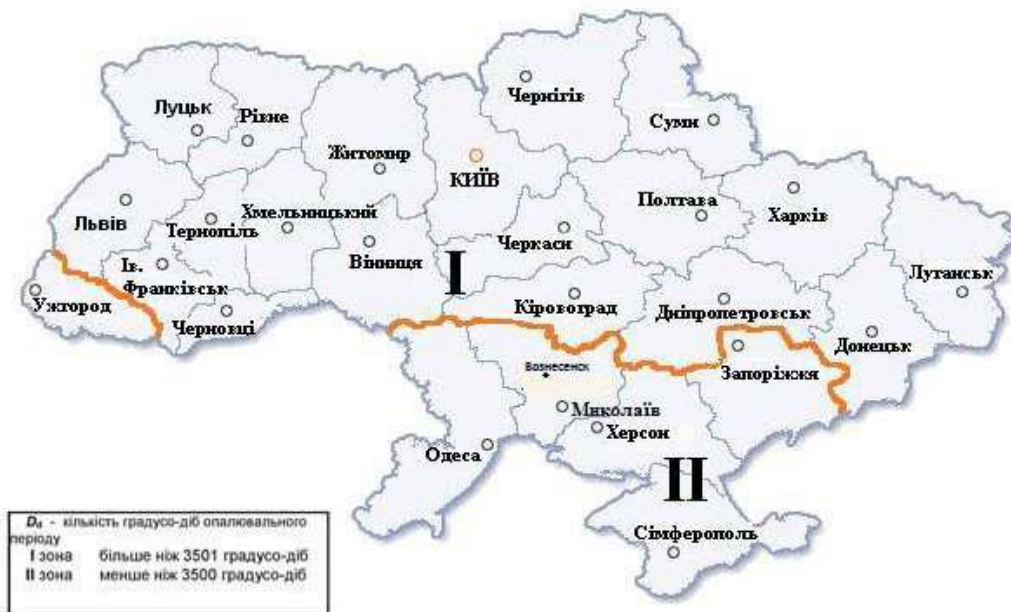 Чернігів
Луцьк
Рівне
Суми
Житомир
КИЇВ
Львів
Тернопіль
Хмельницький
Полтава
Харків
Черкаси
Вінниця
I
Ів.
Франківськ
Ужгород
Черновці
Кіровоград
Дніпропетровськ
Луганськ
Донецьк
Запоріжжя
Вознесенск
Миколаїв
Херсон
Одеса
II
Сімферополь
Dd - кількість градусо-діб опалювального
періоду
I зона більше ніж 3501 градусо-діб
II зона менше ніж 3500 градусо-діб